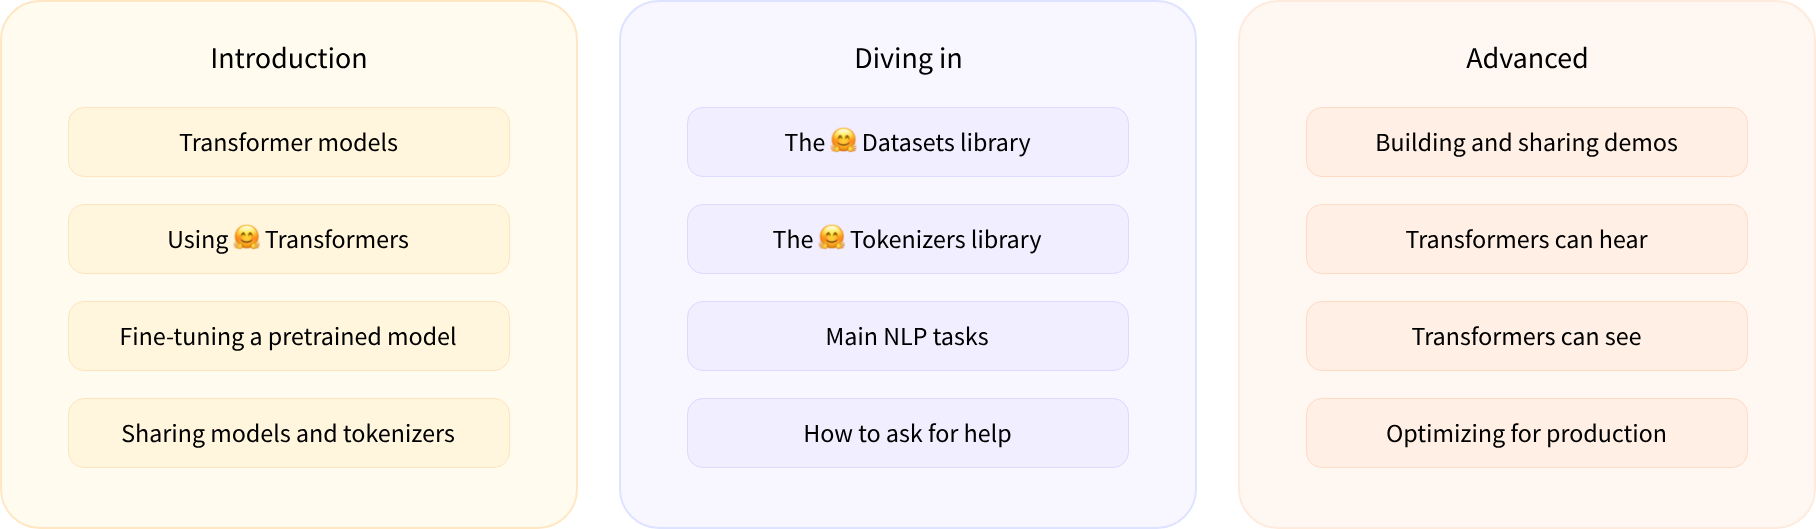 Introduction
Transformer models
Using 🤗 Transformers
Fine-tuning a pretrained model
Sharing models and tokenizers
Diving in
The 🤗 Datasets library
The 🤗 Tokenizers library
Main NLP tasks
How to ask for help
Advanced
Building and sharing demos
Transformers can hear
Transformers can see
Optimizing for production